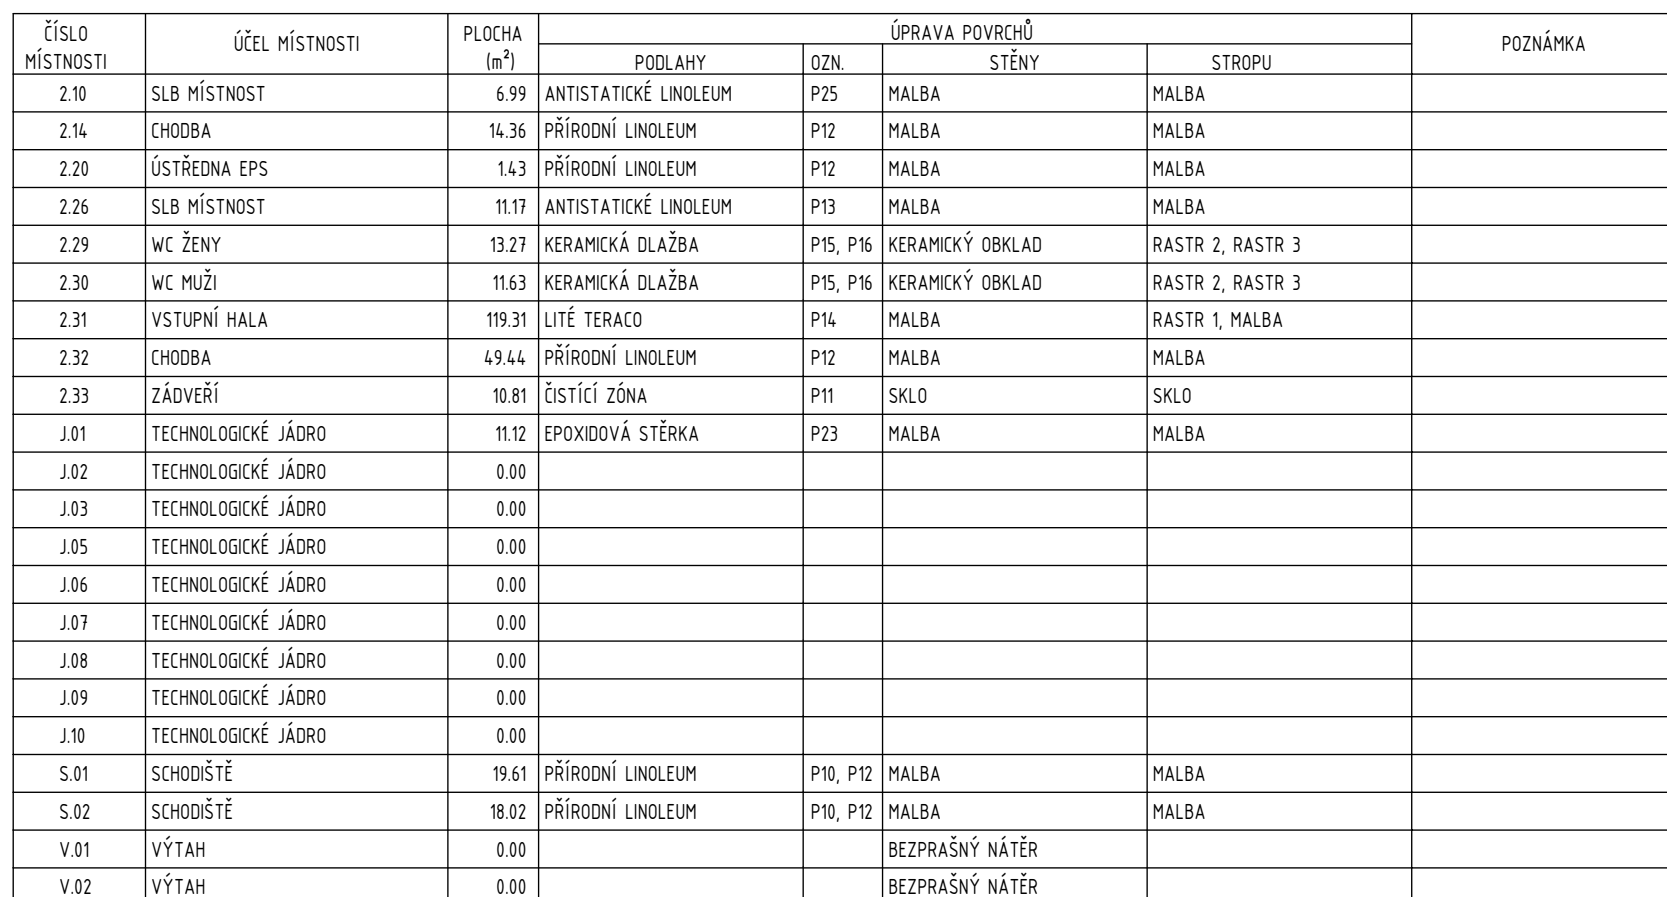 ČÍSLO MÍSTNOSTI ÚČEL MÍSTNOSTI PLOCHA (m²) ÚPRAVA POVRCHŮ POZNÁMKA
PODLAHY OZN. STĚNY STROPU
2.10 SLB MÍSTNOST 6.99 ANTISTATICKÉ LINOLEUM P25 MALBA MALBA
2.14 CHODBA 14.36 PŘÍRODNÍ LINOLEUM P12 MALBA MALBA
2.20 ÚSTŘEDNA EPS 1.43 PŘÍRODNÍ LINOLEUM P12 MALBA MALBA
2.26 SLB MÍSTNOST 11.17 ANTISTATICKÉ LINOLEUM P13 MALBA MALBA
2.29 WC ŽENY 13.27 KERAMICKÁ DLAŽBA P15, P16 KERAMICKÝ OBKLAD RASTR 2, RASTR 3
2.30 WC MUŽI 11.63 KERAMICKÁ DLAŽBA P15, P16 KERAMICKÝ OBKLAD RASTR 2, RASTR 3
2.31 VSTUPNÍ HALA 119.31 LITÉ TERACO P14 MALBA RASTR 1, MALBA
2.32 CHODBA 49.44 PŘÍRODNÍ LINOLEUM P12 MALBA MALBA
2.33 ZÁDVEŘÍ 10.81 ČISTÍCÍ ZÓNA P11 SKLO SKLO
J.01 TECHNOLOGICKÉ JÁDRO 11.12 EPOXIDOVÁ STĚRKA P23 MALBA MALBA
J.02 TECHNOLOGICKÉ JÁDRO 0.00
J.03 TECHNOLOGICKÉ JÁDRO 0.00
J.05 TECHNOLOGICKÉ JÁDRO 0.00
J.06 TECHNOLOGICKÉ JÁDRO 0.00
J.07 TECHNOLOGICKÉ JÁDRO 0.00
J.08 TECHNOLOGICKÉ JÁDRO 0.00
J.09 TECHNOLOGICKÉ JÁDRO 0.00
J.10 TECHNOLOGICKÉ JÁDRO 0.00
S.01 SCHODIŠTĚ 19.61 PŘÍRODNÍ LINOLEUM P10, P12 MALBA MALBA
S.02 SCHODIŠTĚ 18.02 PŘÍRODNÍ LINOLEUM P10, P12 MALBA MALBA
V.01 VÝTAH 0.00 BEZPRAŠNÝ NÁTĚR
V.02 VÝTAH 0.00 BEZPRAŠNÝ NÁTĚR